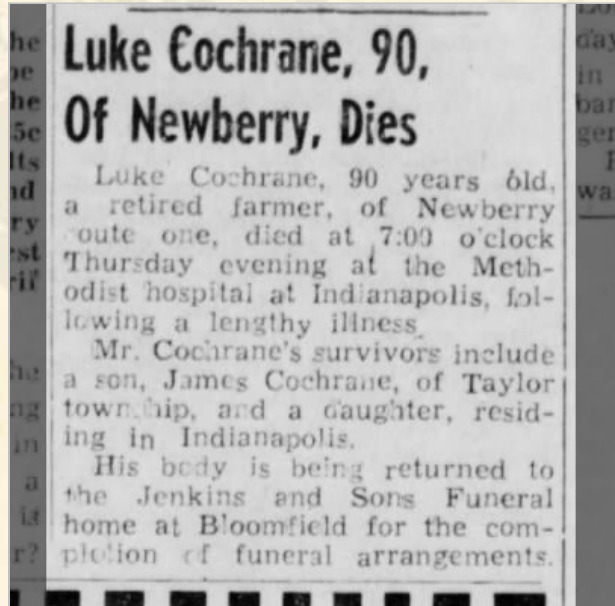 Luke Cochrane, 90,
Of Newberry, Dies
Luke Cochrane, 90 years old,
a retired farmer, of Newberry
route one, died at 7:00 o'clock
Thursday evening at the Meth-
odist hospital at Indianapolis, fol-
lowing a lengthy illness.
Mr. Cochrane's survivors include
a son, James Cochrane, of Taylor
township, and a daughter, resid-
ing in Indianapolis.
His body is being returned to
the Jenkins and Sons Funeral
home at Bloomfield for the com-
pletion of funeral arrangements.